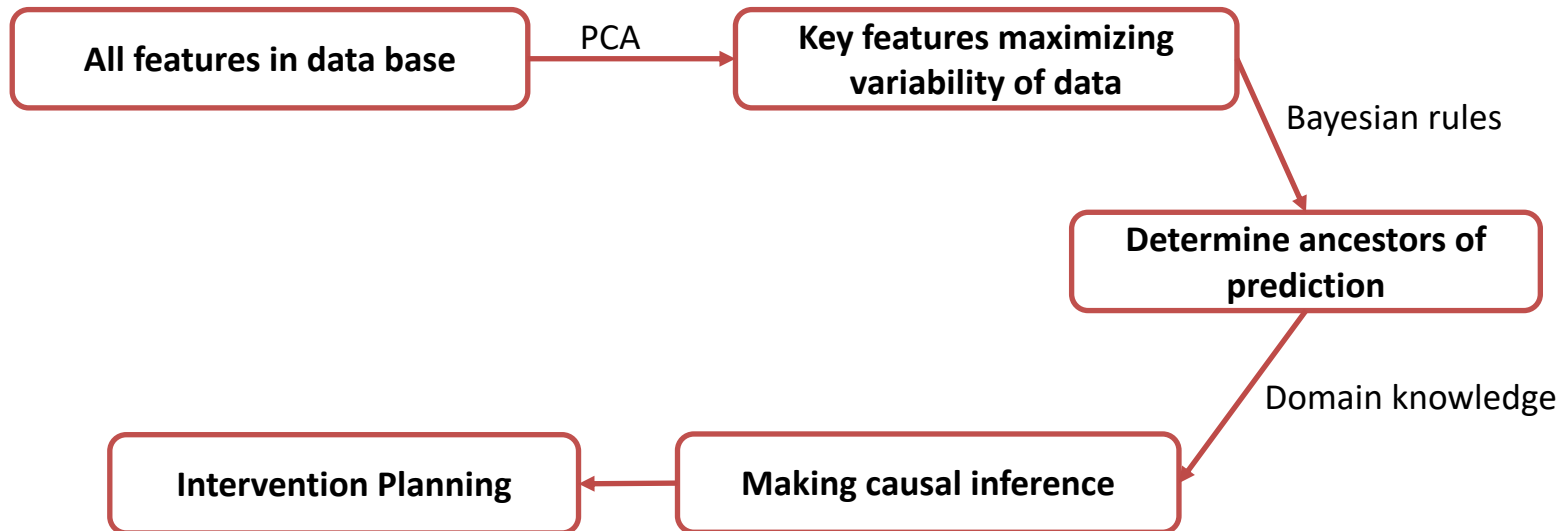 All features in data base
PCA
Key features maximizing
variability of data
Bayesian rules
Determine ancestors of
prediction
Domain knowledge
Making causal inference
Intervention Planning